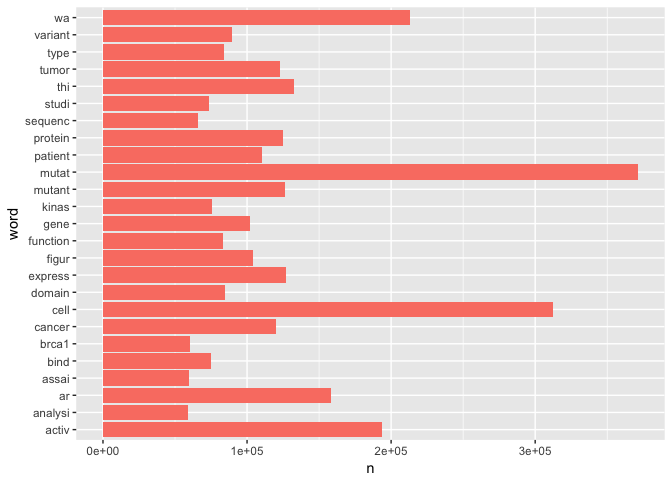 wa
variant
type
tumor
thi
studi
sequenc
protein
patient
mutat
mutant
kinas
gene
function
figur
express
domain
cell
cancer
brca1
bind
assai
ar
analysi
activ
word
0e+00 1e+05 2e+05 3e+05
n